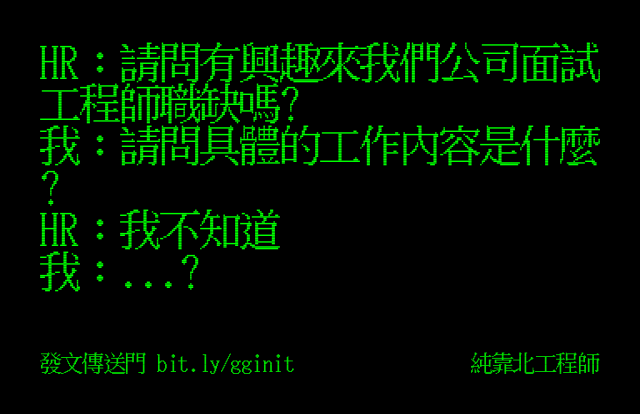 HR：請問有興趣來我們公司面試
工程師職缺嗎?
我：請問具體的工作內容是什麼
?
HR：我不知道
我：...?
發文傳送門 bit.ly/gginit
純靠北工程師